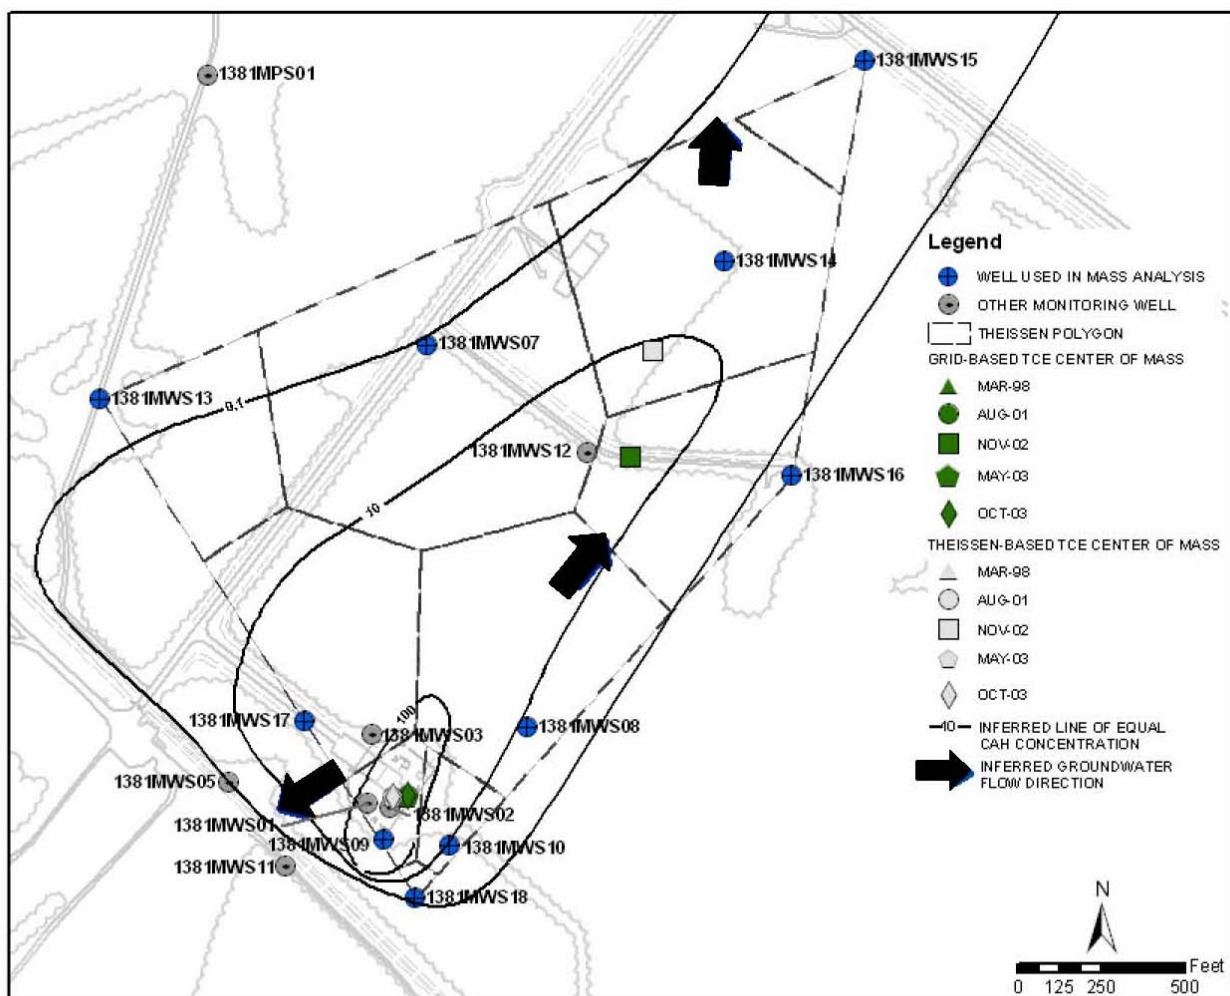 1381MWS15
1381MPS01
1381MWS14
1381MWS07
1381MWS13
0.1
1381MWS12
1381MWS16
10
100
1381MWS17
1381MWS03
1381MWS08
1381MWS05
1381MWS01
1381MWS02
1381MWS09
1381MWS10
1381MWS11
1381MWS18
Legend
WELL USED IN MASS ANALYSIS
OTHER MONITORING WELL
THEISSEN POLYGON
GRID-BASED TCE CENTER OF MASS
MAR-98
AUG-01
NOV-02
MAY-03
OCT-03
THEISSEN-BASED TCE CENTER OF MASS
MAR-98
AUG-01
NOV-02
MAY-03
OCT-03
10 INFERRED LINE OF EQUAL
CAH CONCENTRATION
INFERRED GROUNDWATER
FLOW DIRECTION
N
Feet
0 125 250 500